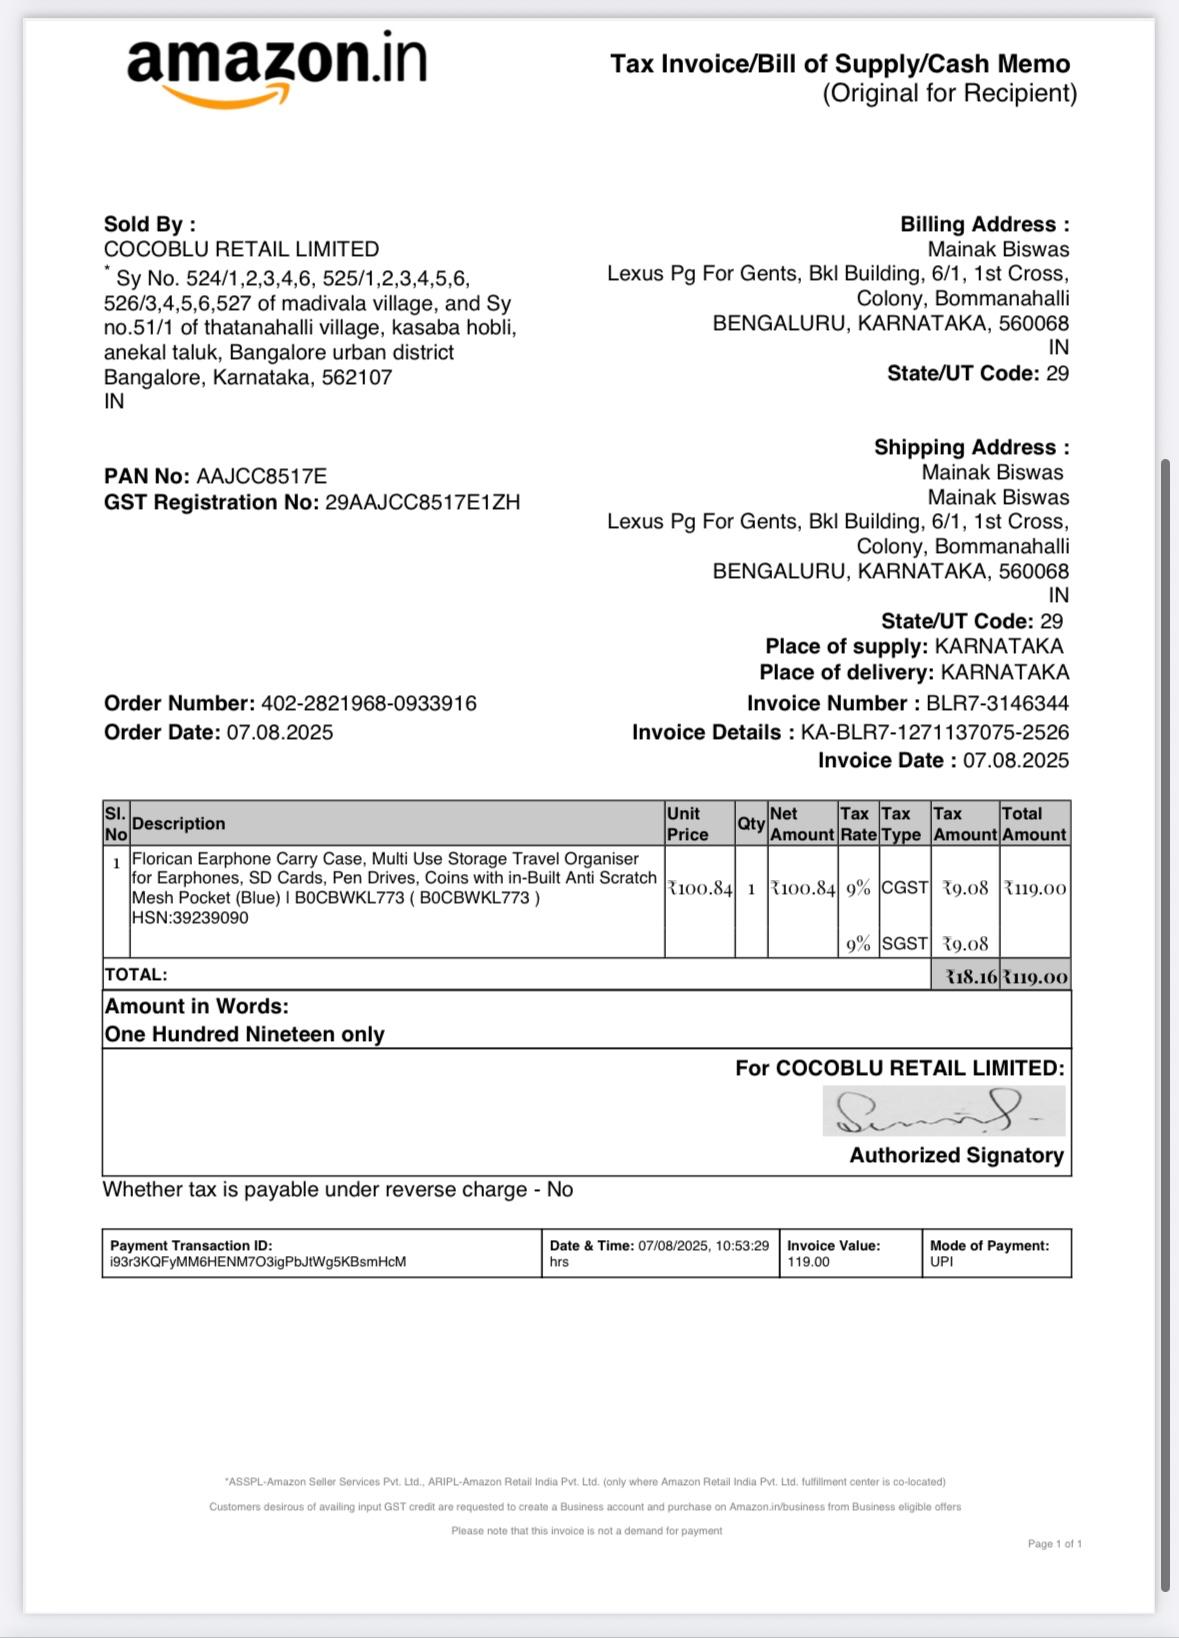 amazon.in
Tax Invoice/Bill of Supply/Cash Memo
(Original for Recipient)
Sold By :
COCOBLU RETAIL LIMITED
* Sy No. 524/1,2,3,4,6, 525/1,2,3,4,5,6,
526/3,4,5,6,527 of madivala village, and Sy
no.51/1 of thatanahalli village, kasaba hobli,
anekal taluk, Bangalore urban district
Bangalore, Karnataka, 562107
IN
PAN No: AAJCC8517E
GST Registration No: 29AAJCC8517E1ZH
Billing Address :
Mainak Biswas
Lexus Pg For Gents, Bkl Building, 6/1, 1st Cross,
Colony, Bommanahalli
BENGALURU, KARNATAKA, 560068
IN
State/UT Code: 29
Shipping Address :
Mainak Biswas
Mainak Biswas
Lexus Pg For Gents, Bkl Building, 6/1, 1st Cross,
Colony, Bommanahalli
BENGALURU, KARNATAKA, 560068
IN
State/UT Code: 29
Place of supply: KARNATAKA
Place of delivery: KARNATAKA
Order Number: 402-2821968-0933916
Order Date: 07.08.2025
Invoice Number : BLR7-3146344
Invoice Details : KA-BLR7-1271137075-2526
Invoice Date : 07.08.2025
Sl. No Description Unit Price Qty Net Amount Tax Rate Tax Type Tax Amount Total Amount
1 Florican Earphone Carry Case, Multi Use Storage Travel Organiser
for Earphones, SD Cards, Pen Drives, Coins with in-Built Anti Scratch
Mesh Pocket (Blue) | B0CBWKL773 ( B0CBWKL773 )
HSN:39239090
₹100.84 1 ₹100.84 9% CGST ₹9.08 ₹119.00
9% SGST ₹9.08
TOTAL: ₹18.16 ₹119.00
Amount in Words:
One Hundred Nineteen only
For COCOBLU RETAIL LIMITED:
Authorized Signatory
Whether tax is payable under reverse charge - No
Payment Transaction ID:
i93r3KQFyMM6HENM7O3igPbJtWg5KBsmHcM
Date & Time: 07/08/2025, 10:53:29
hrs
Invoice Value:
119.00
Mode of Payment:
UPI
*ASSPL-Amazon Seller Services Pvt. Ltd., ARIPL-Amazon Retail India Pvt. Ltd. (only where Amazon Retail India Pvt. Ltd. fulfillment center is co-located)
Customers desirous of availing input GST credit are requested to create a Business account and purchase on Amazon.in/business from Business eligible offers
Please note that this invoice is not a demand for payment
Page 1 of 1